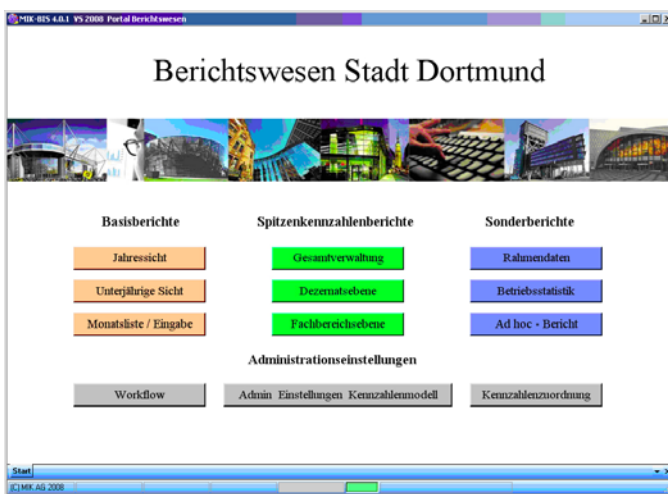 MIK-BIS 4.0.1 VS 2008 Portal Berichtswesen
Berichtswesen Stadt Dortmund
Basisberichte Spitzenkennzahlenberichte Sonderberichte
Jahressicht Gesamtverwaltung Rahmendaten
Unterjährige Sicht Dezernatsebene Betriebsstatistik
Monatsliste / Eingabe Fachbereichsebene Ad hoc - Bericht
Administrationseinstellungen
Workflow Admin Einstellungen Kennzahlenmodell Kennzahlenzuordnung
Start
(C) MIK AG 2008